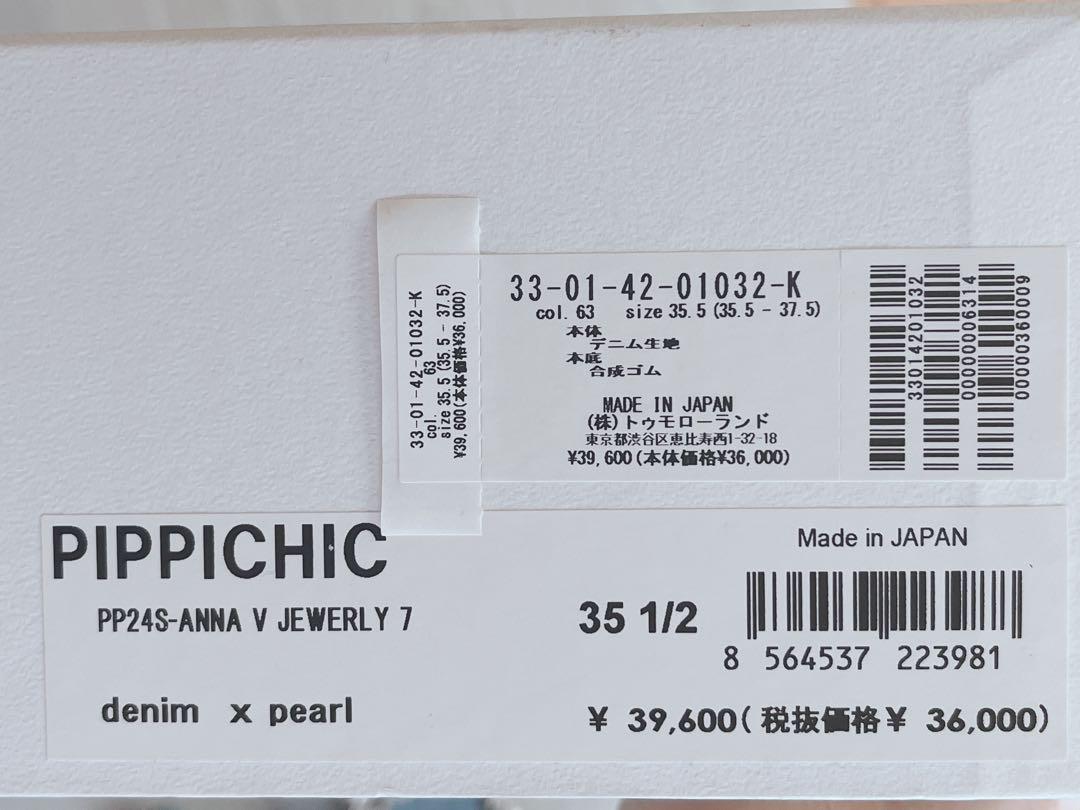 33-01-42-01032-K
col. 63 size 35.5 (35.5 - 37.5)
本体
デニム生地
本底
合成ゴム
MADE IN JAPAN
(株)トゥモローランド
東京都渋谷区恵比寿西1-32-18
¥39,600(本体価格¥36,000)
33-01-42-01032-K
col. 63
size 35.5 (35.5 - 37.5)
¥39,600(本体価格¥36,000)
33014201032
00000006314
0000360009
PIPPICHIC
PP24S-ANNA V JEWERLY 7
denim x pearl
35 1/2
Made in JAPAN
8 564537 223981
¥ 39,600(税抜価格¥ 36,000)